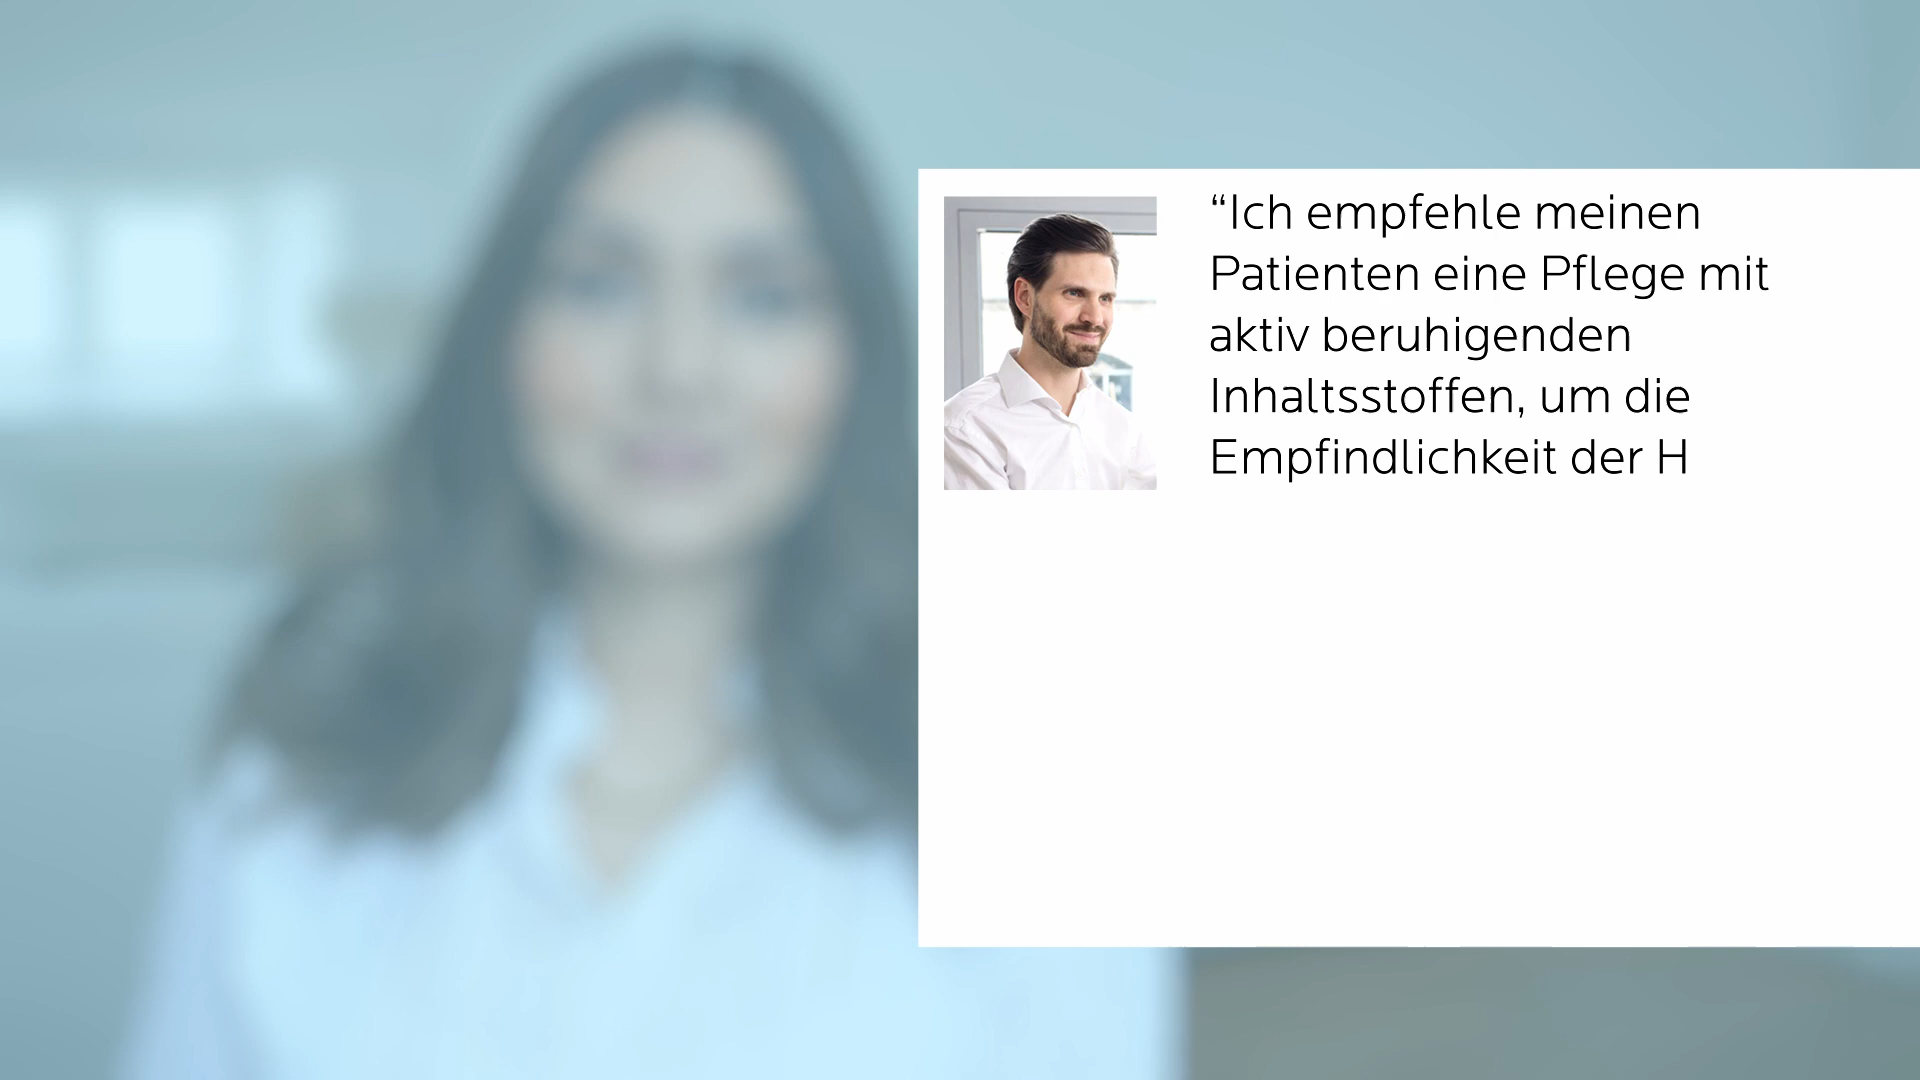 “Ich empfehle meinen
Patienten eine Pflege mit
aktiv beruhigenden
Inhaltsstoffen, um die
Empfindlichkeit der H